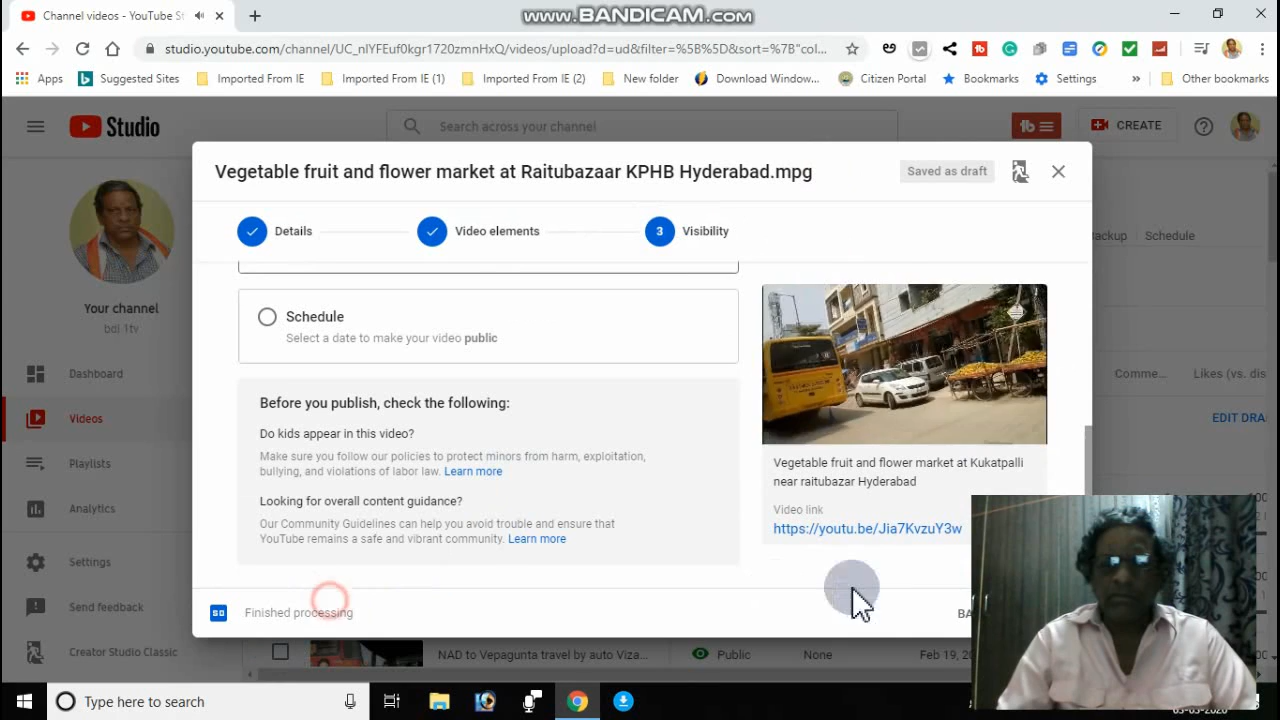 Channel videos - YouTube St
www.BANDICAM.com
studio.youtube.com/channel/UC_nlYFEuf0kgr1720zmnHxQ/videos/upload?d=ud&filter=%5B%5D&sort=%7B"col...
Apps Suggested Sites Imported From IE Imported From IE (1) Imported From IE (2) New folder Download Window... Citizen Portal Bookmarks Settings » Other bookmarks
Studio
Search across your channel
CREATE
Vegetable fruit and flower market at Raitubazaar KPHB Hyderabad.mpg
Saved as draft
Details
Video elements
3 Visibility
Backup Schedule
Your channel
bdl 1tv
Schedule
Select a date to make your video public
Before you publish, check the following:
Do kids appear in this video?
Make sure you follow our policies to protect minors from harm, exploitation,
bullying, and violations of labor law. Learn more
Looking for overall content guidance?
Our Community Guidelines can help you avoid trouble and ensure that
YouTube remains a safe and vibrant community. Learn more
Vegetable fruit and flower market at Kukatpalli
near raitubazar Hyderabad
Video link
https://youtu.be/Jia7KvzuY3w
Dashboard
Videos
Playlists
Analytics
Settings
Send feedback
Creator Studio Classic
Comme... Likes (vs. dis
EDIT DRA
SD Finished processing
BA
NAD to Vepagunta travel by auto Viza... Public None Feb 19, 20
Type here to search
03-03-2020